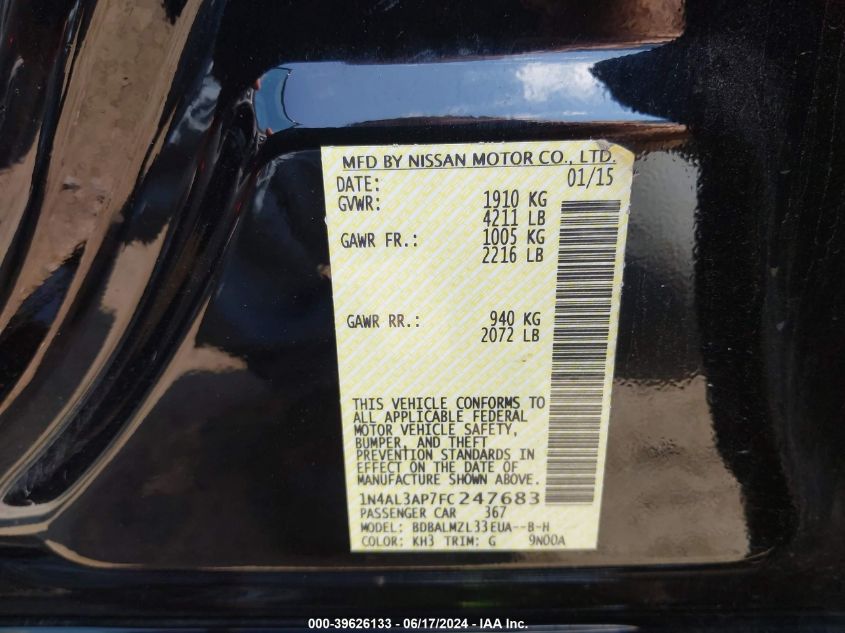 MFD BY NISSAN MOTOR CO., LTD.
DATE: 01/15
GVWR: 1910 KG
4211 LB
GAWR FR.: 1005 KG
2216 LB
GAWR RR.: 940 KG
2072 LB
THIS VEHICLE CONFORMS TO
ALL APPLICABLE FEDERAL
MOTOR VEHICLE SAFETY,
BUMPER, AND THEFT
PREVENTION STANDARDS IN
EFFECT ON THE DATE OF
MANUFACTURE SHOWN ABOVE.
1N4AL3AP7FC247683
PASSENGER CAR 367
MODEL: BDBALMZL33EUA--B-H
COLOR: KH3 TRIM: G 9N00A
000-39626133 - 06/17/2024 - IAA Inc.